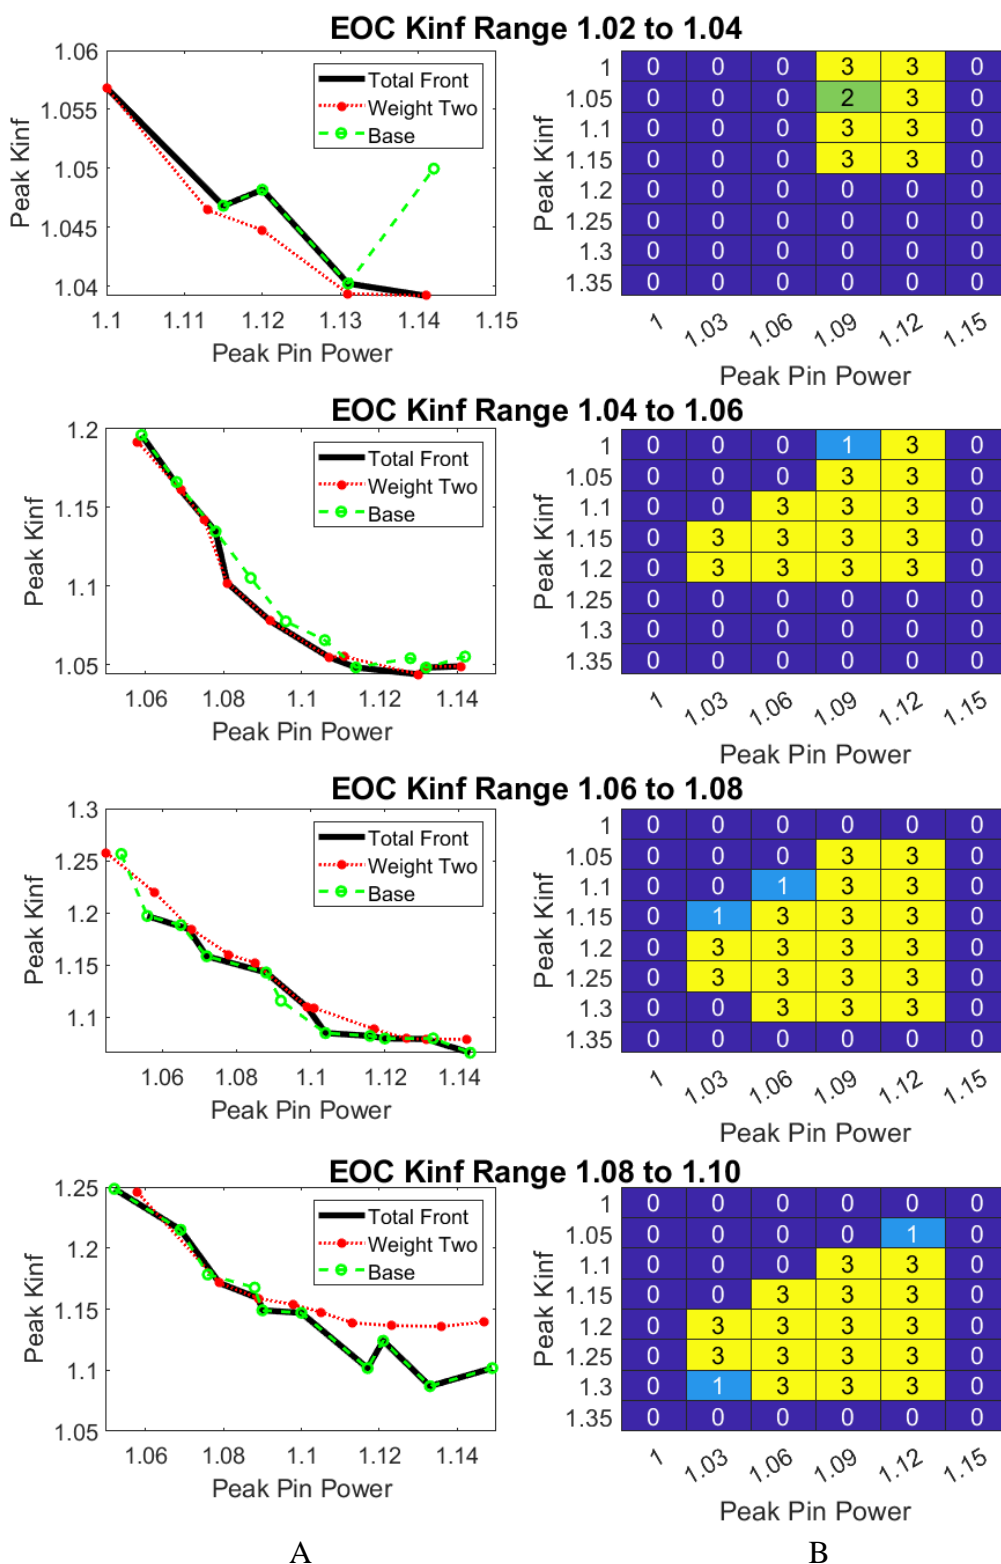 EOC Kinf Range 1.02 to 1.04
Peak Kinf
1.06
1.055
1.05
1.045
1.04
Total Front
Weight Two
Base
1.1 1.11 1.12 1.13 1.14 1.15
Peak Pin Power
Peak Kinf
1 0 0 0 3 3 0
1.05 0 0 0 2 3 0
1.1 0 0 0 3 3 0
1.15 0 0 0 3 3 0
1.2 0 0 0 0 0 0
1.25 0 0 0 0 0 0
1.3 0 0 0 0 0 0
1.35 0 0 0 0 0 0
1 1.03 1.06 1.09 1.12 1.15
Peak Pin Power
EOC Kinf Range 1.04 to 1.06
Peak Kinf
1.2
1.15
1.1
1.05
Total Front
Weight Two
Base
1.06 1.08 1.1 1.12 1.14
Peak Pin Power
Peak Kinf
1 0 0 0 1 3 0
1.05 0 0 0 3 3 0
1.1 0 0 3 3 3 0
1.15 0 3 3 3 3 0
1.2 0 3 3 3 3 0
1.25 0 0 0 0 0 0
1.3 0 0 0 0 0 0
1.35 0 0 0 0 0 0
1 1.03 1.06 1.09 1.12 1.15
Peak Pin Power
EOC Kinf Range 1.06 to 1.08
Peak Kinf
1.3
1.25
1.2
1.15
1.1
Total Front
Weight Two
Base
1.06 1.08 1.1 1.12 1.14
Peak Pin Power
Peak Kinf
1 0 0 0 0 0 0
1.05 0 0 0 3 3 0
1.1 0 0 1 3 3 0
1.15 0 1 3 3 3 0
1.2 0 3 3 3 3 0
1.25 0 3 3 3 3 0
1.3 0 0 3 3 3 0
1.35 0 0 0 0 0 0
1 1.03 1.06 1.09 1.12 1.15
Peak Pin Power
EOC Kinf Range 1.08 to 1.10
Peak Kinf
1.25
1.2
1.15
1.1
1.05
Total Front
Weight Two
Base
1.06 1.08 1.1 1.12 1.14
Peak Pin Power
Peak Kinf
1 0 0 0 0 0 0
1.05 0 0 0 0 1 0
1.1 0 0 0 3 3 0
1.15 0 0 3 3 3 0
1.2 0 3 3 3 3 0
1.25 0 3 3 3 3 0
1.3 0 1 3 3 3 0
1.35 0 0 0 0 0 0
1 1.03 1.06 1.09 1.12 1.15
Peak Pin Power
A B